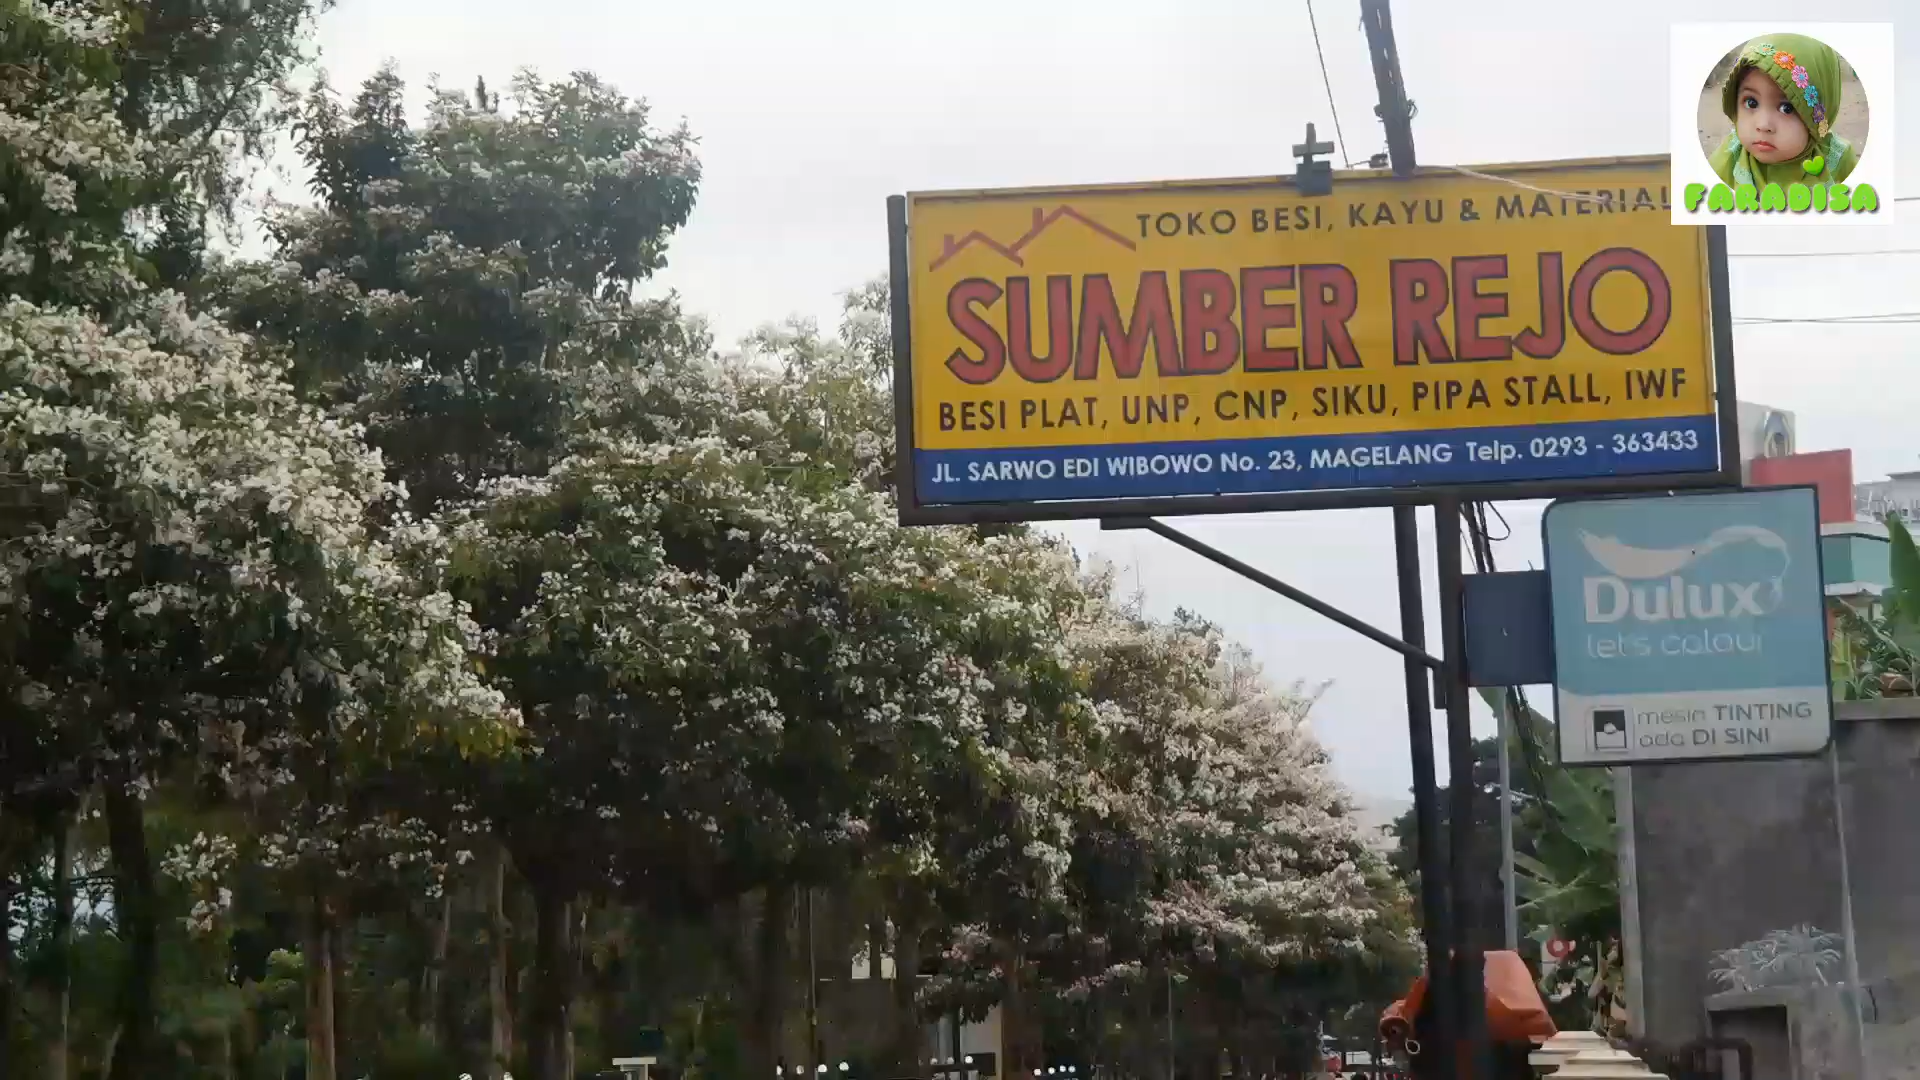 TOKO BESI, KAYU & MATERIAL
SUMBER REJO
BESI PLAT, UNP, CNP, SIKU, PIPA STALL, IWF
JL. SARWO EDI WIBOWO No. 23, MAGELANG Telp. 0293 - 363433
FARADISA
Dulux
let's colour
mesin TINTING
ada DI SINI